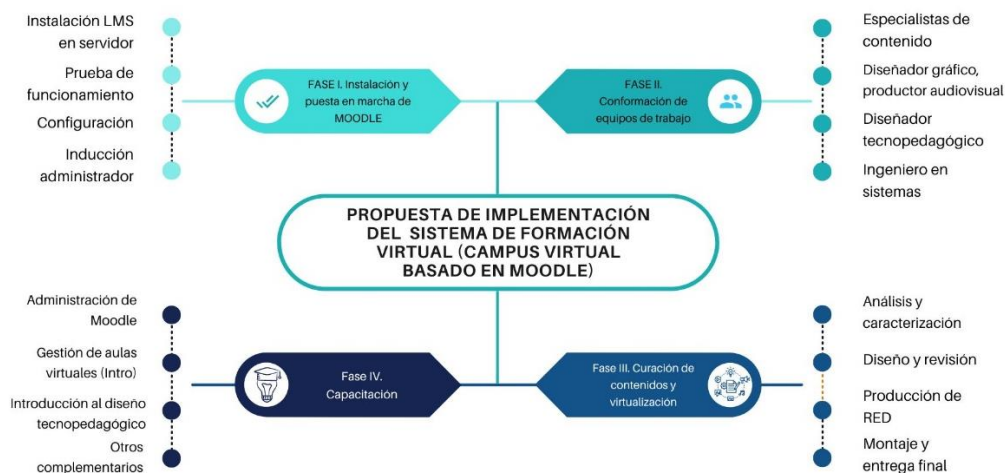 Instalación LMS
en servidor
Prueba de
funcionamiento
Configuración
Inducción
administrador
FASE I. Instalación y
puesta en marcha de
MOODLE
FASE II.
Conformación de
equipos de trabajo
Especialistas de
contenido
Diseñador gráfico,
productor audiovisual
Diseñador
tecnopedagógico
Ingeniero en
sistemas
PROPUESTA DE IMPLEMENTACIÓN
DEL SISTEMA DE FORMACIÓN
VIRTUAL (CAMPUS VIRTUAL
BASADO EN MOODLE)
Administración de
Moodle
Gestión de aulas
virtuales (Intro)
Introducción al diseño
tecnopedagógico
Otros
complementarios
Fase IV.
Capacitación
Fase III. Curación de
contenidos y
virtualización
Análisis y
caracterización
Diseño y revisión
Producción de
RED
Montaje y
entrega final